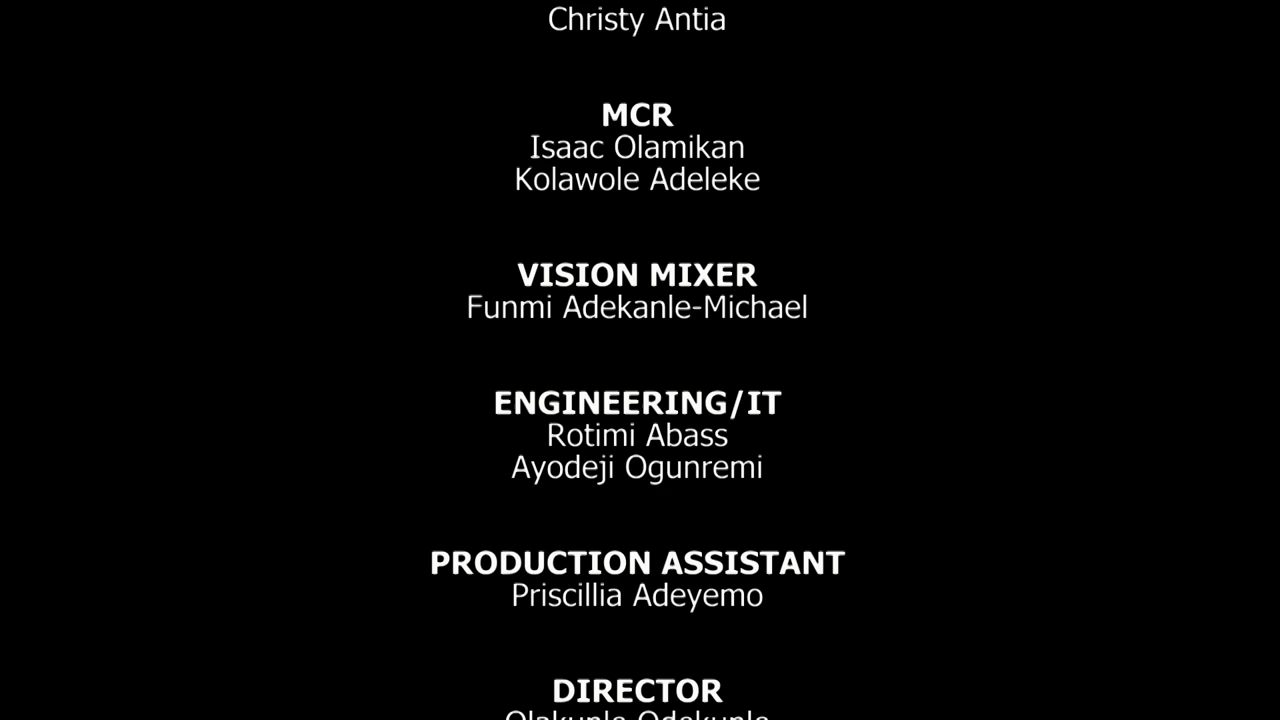 Christy Antia
MCR
Isaac Olamikan
Kolawole Adeleke
VISION MIXER
Funmi Adekanle-Michael
ENGINEERING/IT
Rotimi Abass
Ayodeji Ogunremi
PRODUCTION ASSISTANT
Priscillia Adeyemo
DIRECTOR